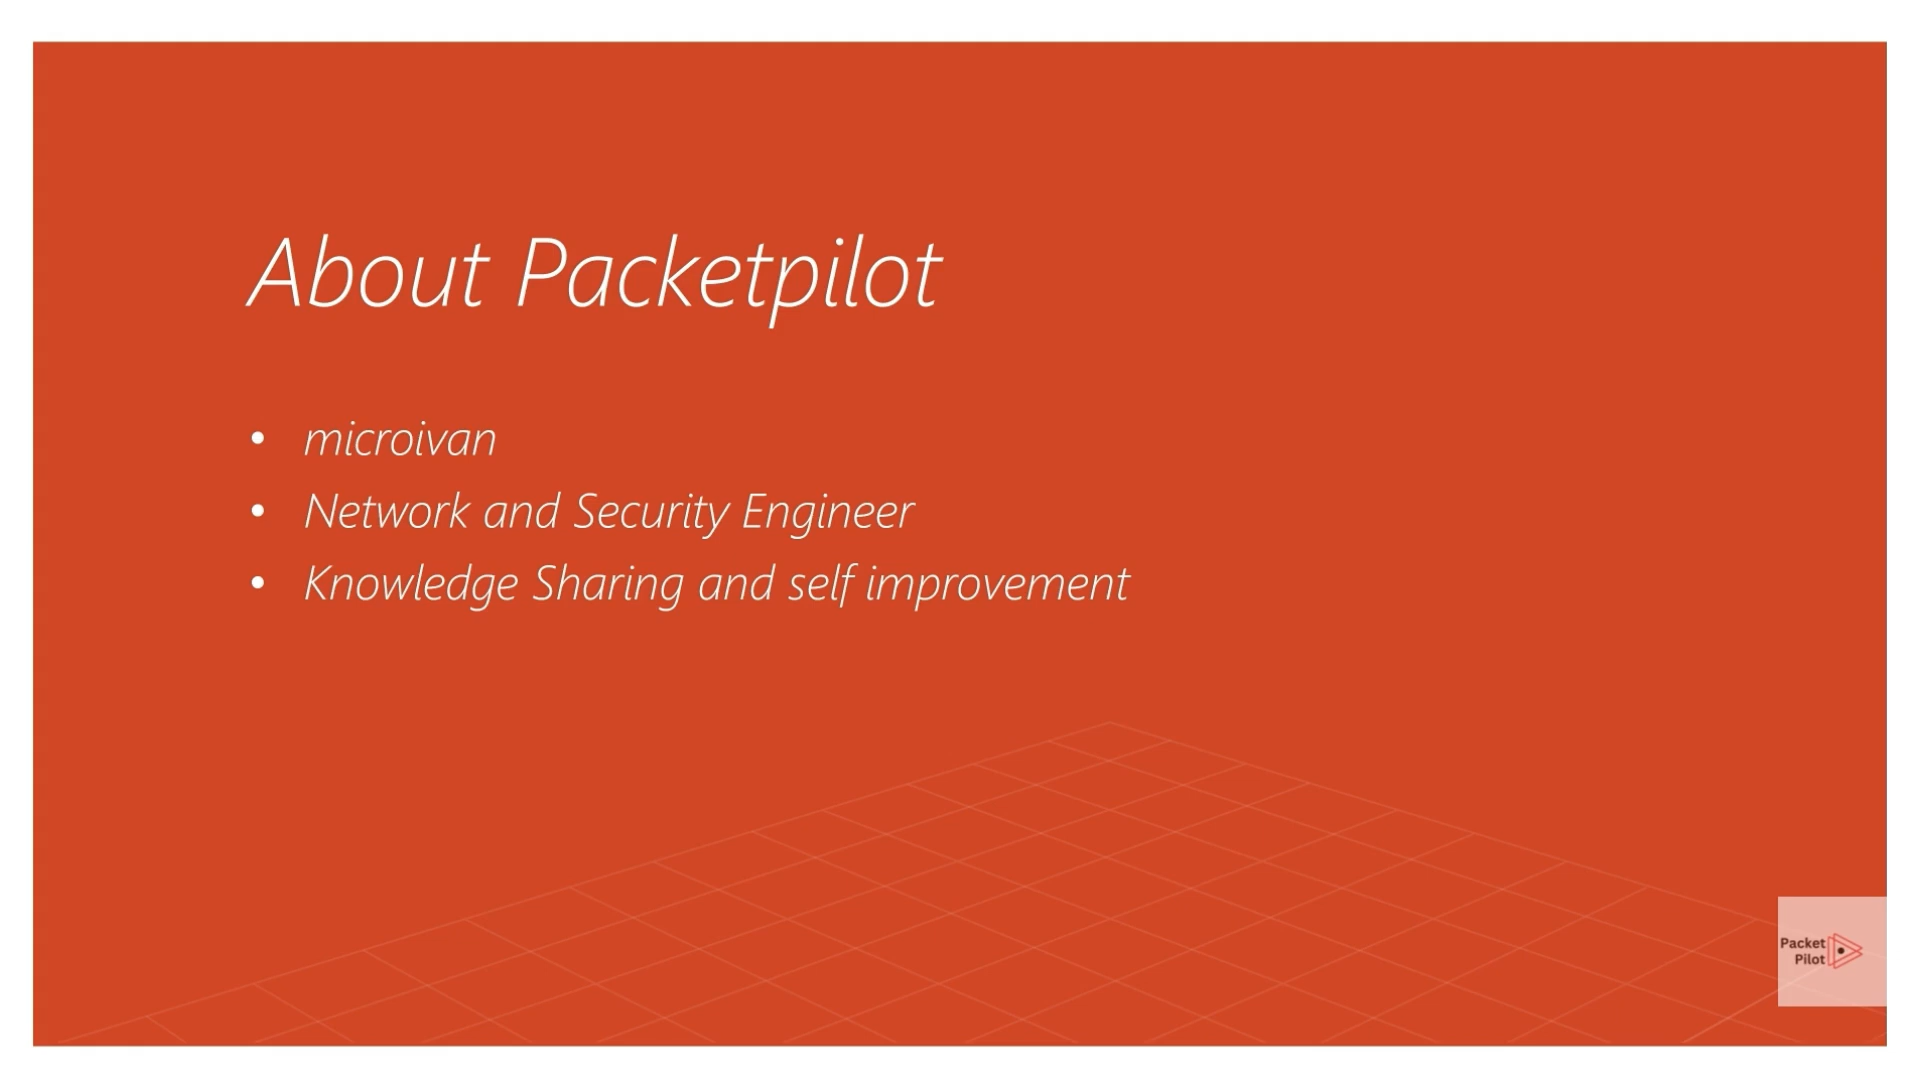 About Packetpilot
• microivan
• Network and Security Engineer
• Knowledge Sharing and self improvement
Packet
Pilot